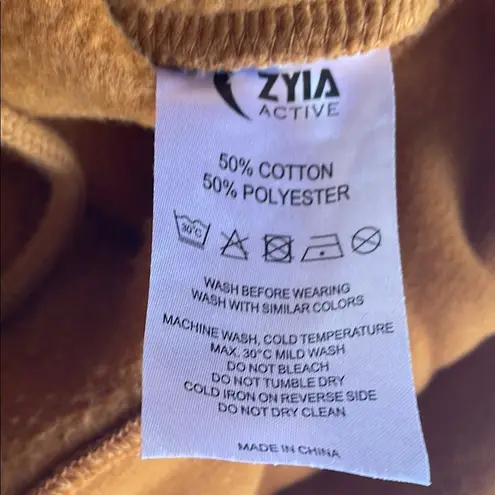 ZYIA
ACTIVE
50% COTTON
50% POLYESTER
30°C
WASH BEFORE WEARING
WASH WITH SIMILAR COLORS
MACHINE WASH, COLD TEMPERATURE
MAX. 30°C MILD WASH
DO NOT BLEACH
DO NOT TUMBLE DRY
COLD IRON ON REVERSE SIDE
DO NOT DRY CLEAN
MADE IN CHINA